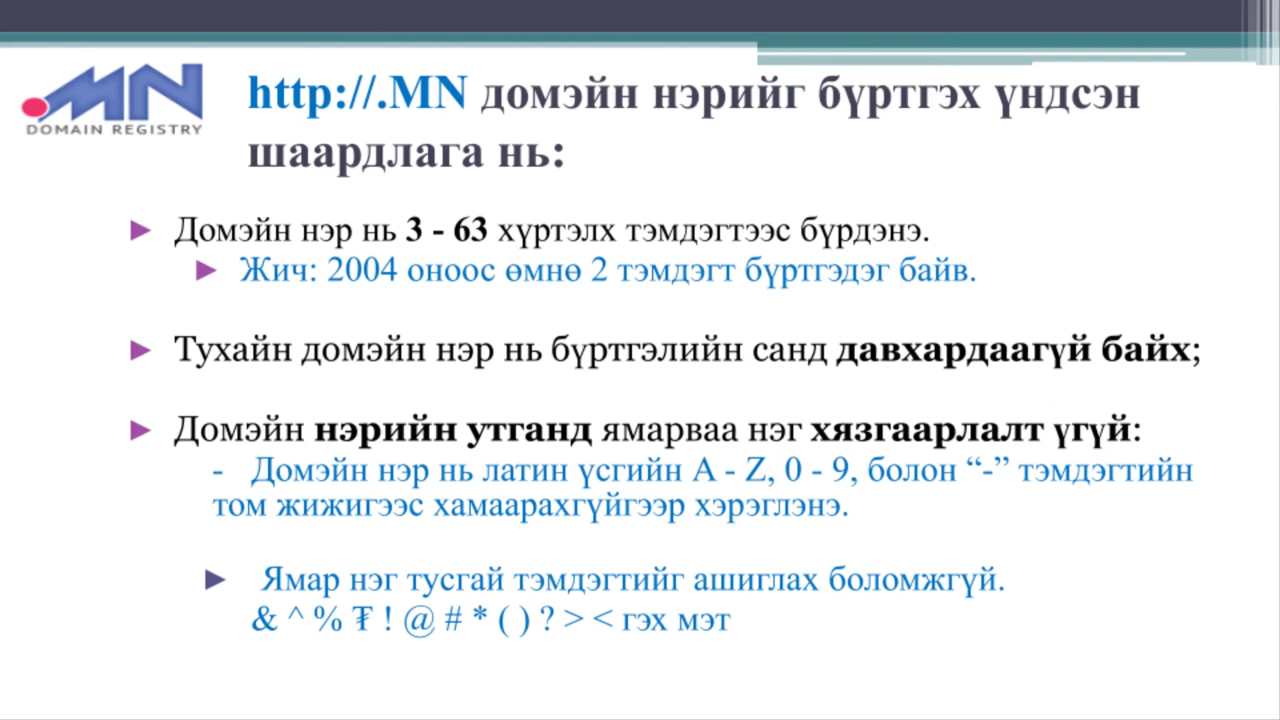 .MN
DOMAIN REGISTRY
http://.MN домэйн нэрийг бүртгэх үндсэн
шаардлага нь:
► Домэйн нэр нь 3 - 63 хүртэлх тэмдэгтээс бүрдэнэ.
► Жич: 2004 оноос өмнө 2 тэмдэгт бүртгэдэг байв.
► Тухайн домэйн нэр нь бүртгэлийн санд давхардаагүй байх;
► Домэйн нэрийн утганд ямарваа нэг хязгаарлалт үгүй:
- Домэйн нэр нь латин үсгийн A - Z, 0 - 9, болон “-” тэмдэгтийн
том жижигээс хамаарахгүйгээр хэрэглэнэ.
► Ямар нэг тусгай тэмдэгтийг ашиглах боломжгүй.
& ^ % ₮ ! @ # * ( ) ? > < гэх мэт